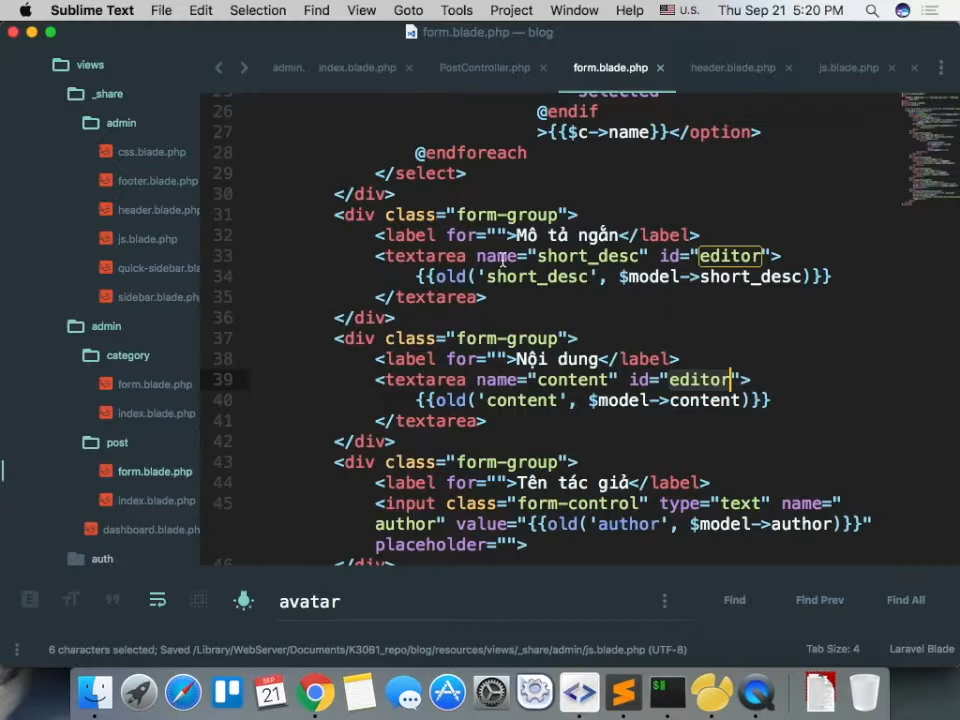 Sublime Text File Edit Selection Find View Goto Tools Project Window Help U.S. Thu Sep 21 5:20 PM
form.blade.php — blog
views
_share
admin
css.blade.php
footer.blade.php
header.blade.php
js.blade.php
quick-sidebar.bla
sidebar.blade.php
admin
category
form.blade.php
index.blade.php
post
form.blade.php
index.blade.php
dashboard.blade.ph
auth
admin. index.blade.php × PostController.php × form.blade.php × header.blade.php × js.blade.php × ×
25 selected
26 @endif
27 >{{$c->name}}</option>
28 @endforeach
29 </select>
30 </div>
31 <div class="form-group">
32 <label for="">Mô tả ngắn</label>
33 <textarea name="short_desc" id="editor">
34 {{old('short_desc', $model->short_desc)}}
35 </textarea>
36 </div>
37 <div class="form-group">
38 <label for="">Nội dung</label>
39 <textarea name="content" id="editor">
40 {{old('content', $model->content)}}
41 </textarea>
42 </div>
43 <div class="form-group">
44 <label for="">Tên tác giả</label>
45 <input class="form-control" type="text" name="
author" value="{{old('author', $model->author)}}"
placeholder="">
46 </div>
avatar Find Find Prev Find All
6 characters selected; Saved /Library/WebServer/Documents/K30B1_repo/blog/resources/views/_share/admin/js.blade.php (UTF-8) Tab Size: 4 Laravel Blade
SEP
21